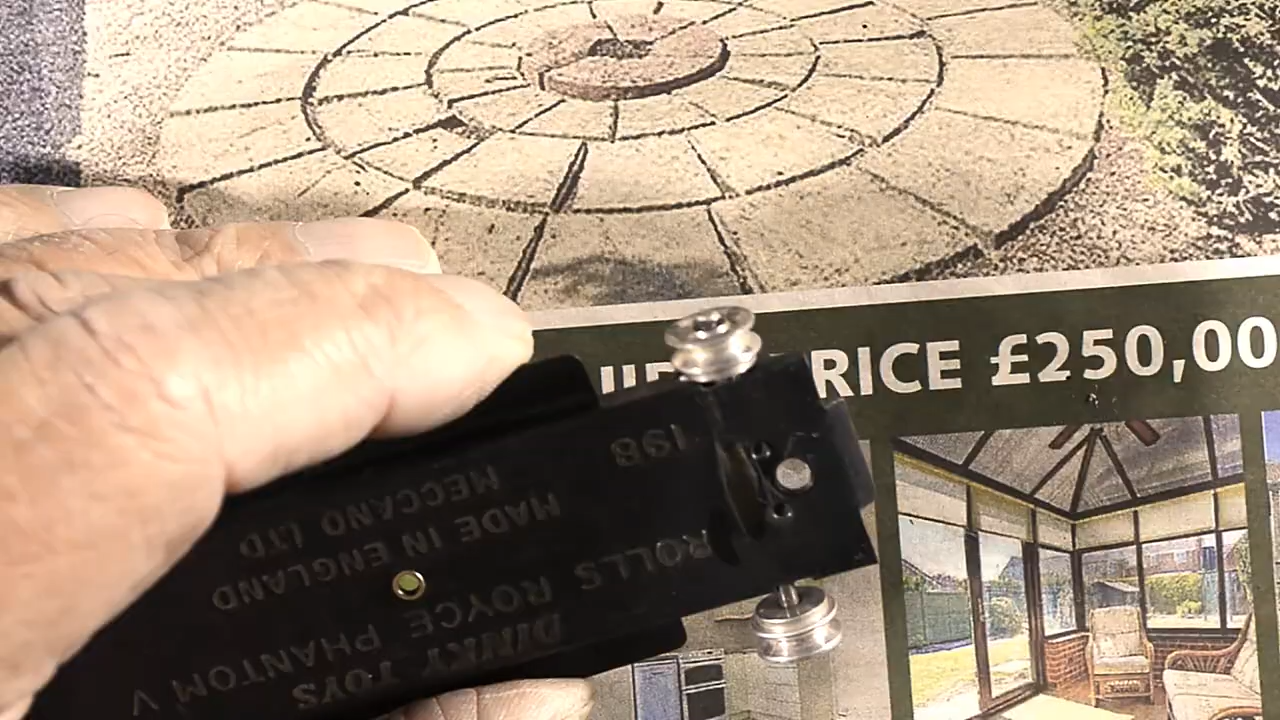 RICE £250,00
DINKY TOYS
ROLLS ROYCE PHANTOM V
MADE IN ENGLAND
MECCANO LTD
198